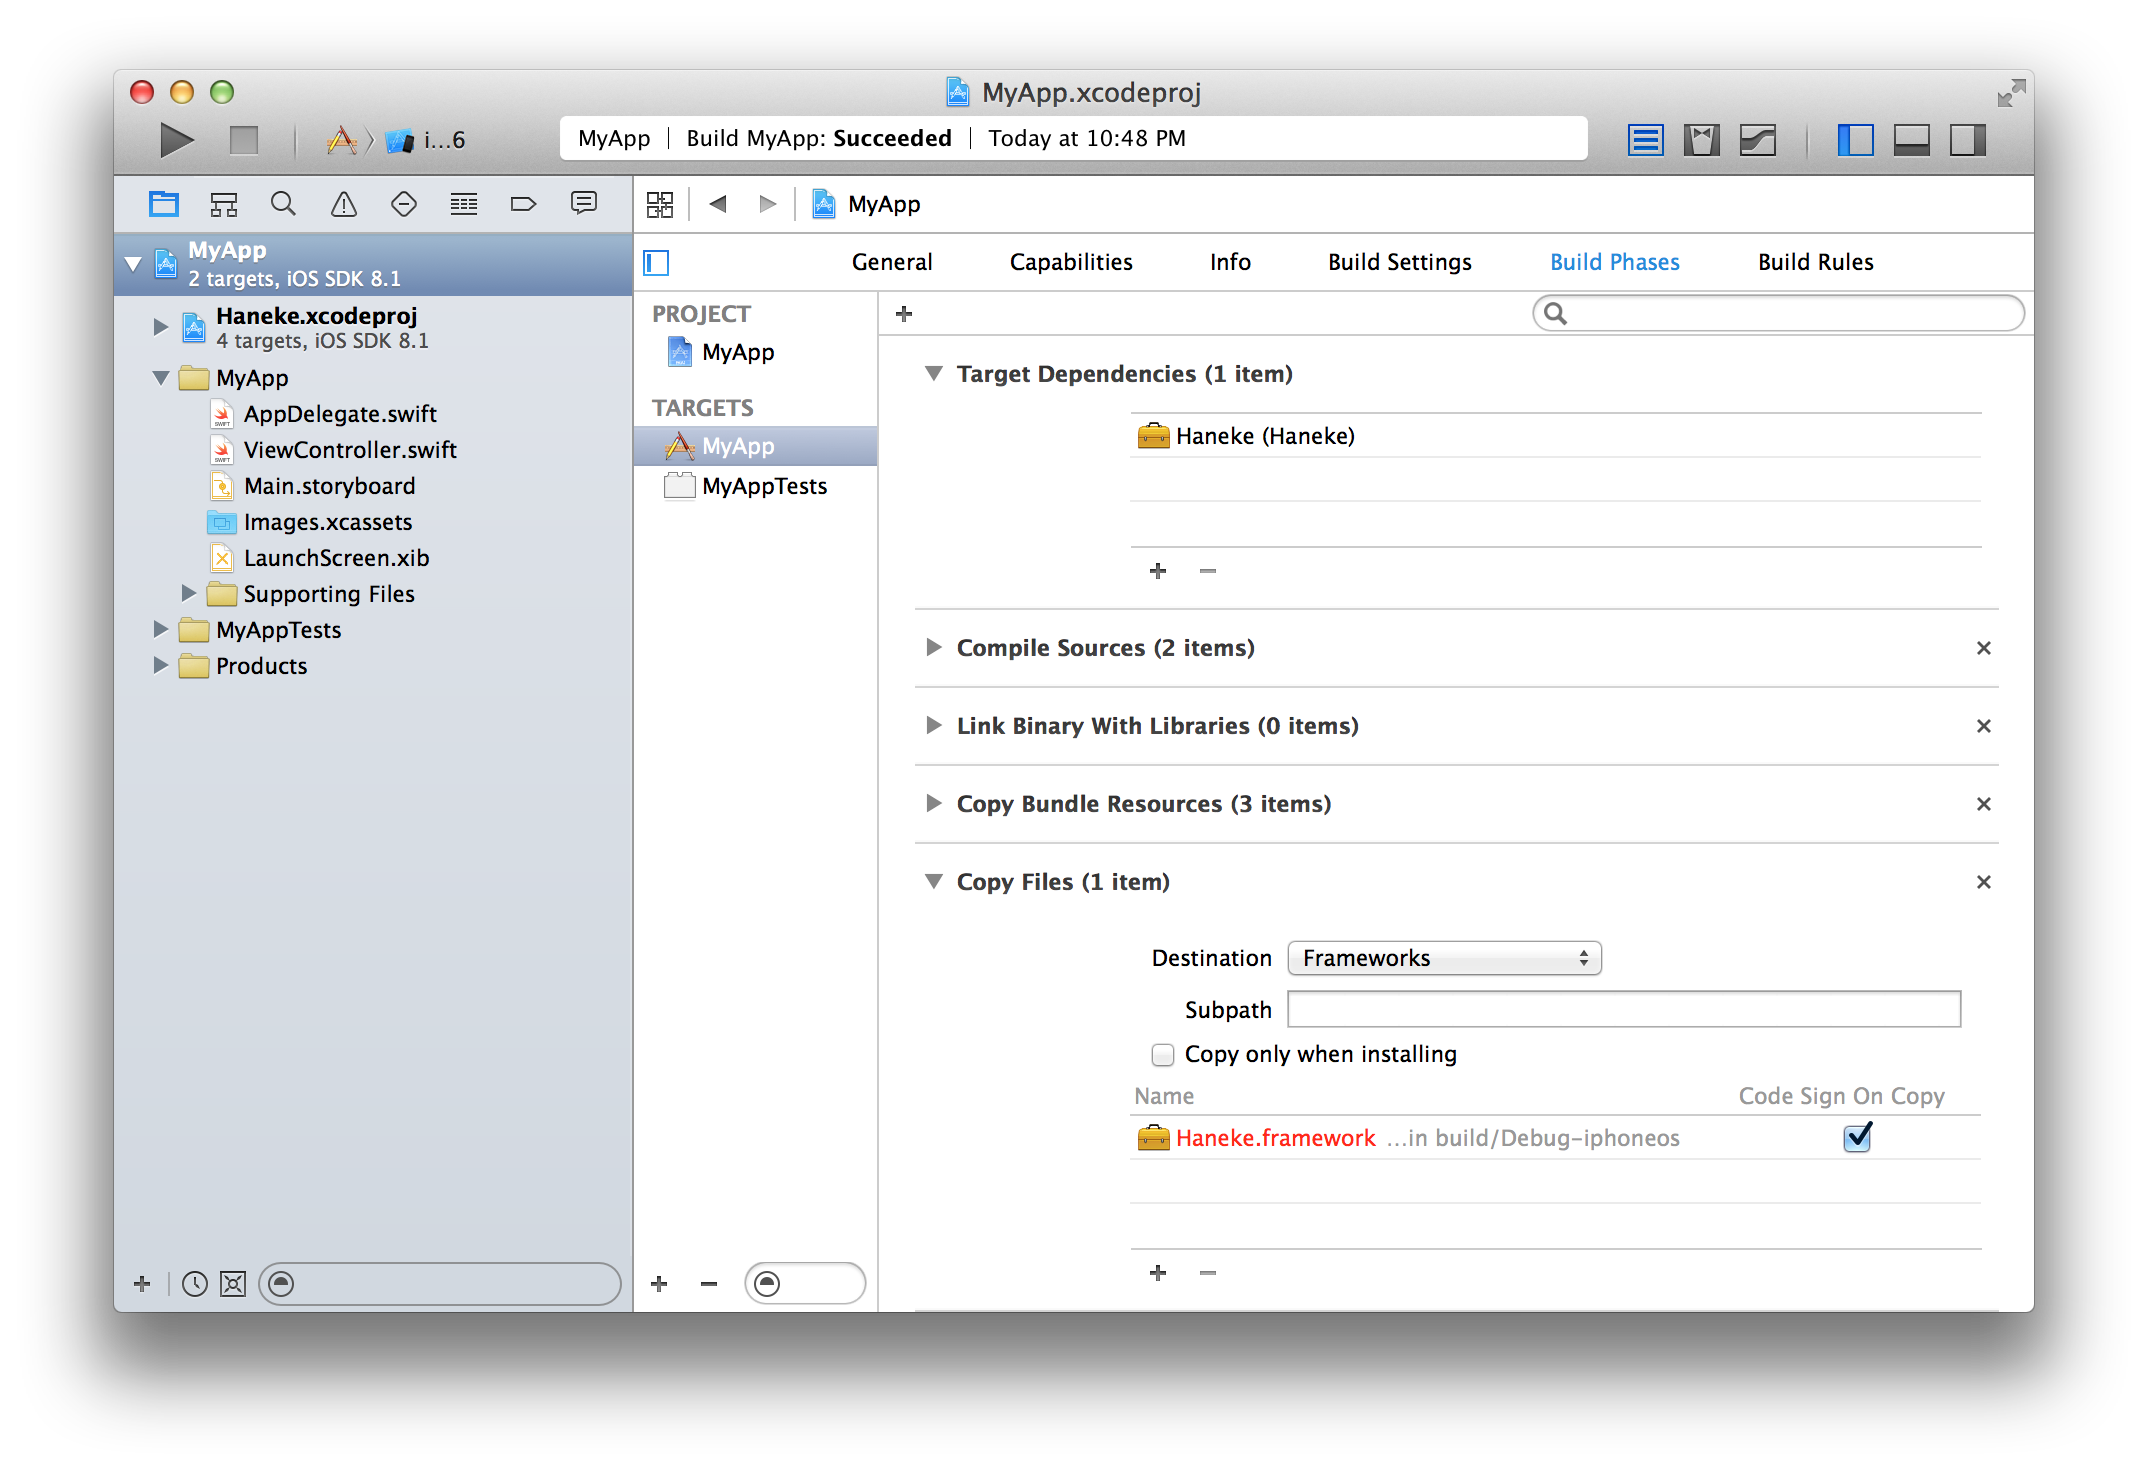 MyApp.xcodeproj
i...6
MyApp | Build MyApp: Succeeded | Today at 10:48 PM
MyApp
MyApp
2 targets, iOS SDK 8.1
Haneke.xcodeproj
4 targets, iOS SDK 8.1
MyApp
AppDelegate.swift
ViewController.swift
Main.storyboard
Images.xcassets
LaunchScreen.xib
Supporting Files
MyAppTests
Products
General Capabilities Info Build Settings Build Phases Build Rules
PROJECT
MyApp
TARGETS
MyApp
MyAppTests
Target Dependencies (1 item)
Haneke (Haneke)
Compile Sources (2 items)
Link Binary With Libraries (0 items)
Copy Bundle Resources (3 items)
Copy Files (1 item)
Destination Frameworks
Subpath
Copy only when installing
Name Code Sign On Copy
Haneke.framework ...in build/Debug-iphoneos